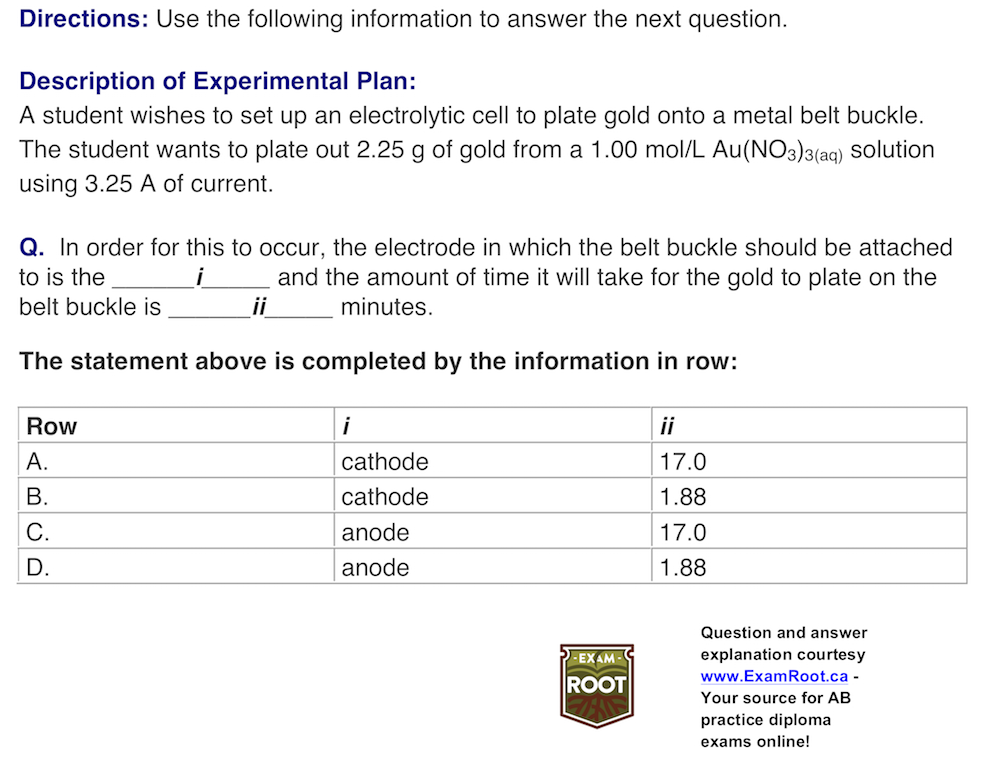 Directions: Use the following information to answer the next question.
Description of Experimental Plan:
A student wishes to set up an electrolytic cell to plate gold onto a metal belt buckle.
The student wants to plate out 2.25 g of gold from a 1.00 mol/L Au(NO3)3(aq) solution
using 3.25 A of current.
Q. In order for this to occur, the electrode in which the belt buckle should be attached
to is the ______i_____ and the amount of time it will take for the gold to plate on the
belt buckle is ______ii_____ minutes.
The statement above is completed by the information in row:
Row i ii
A. cathode 17.0
B. cathode 1.88
C. anode 17.0
D. anode 1.88
-EXAM-
ROOT
Question and answer
explanation courtesy
www.ExamRoot.ca -
Your source for AB
practice diploma
exams online!